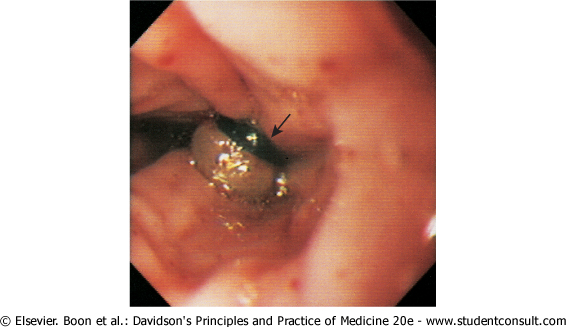 © Elsevier. Boon et al.: Davidson's Principles and Practice of Medicine 20e - www.studentconsult.com